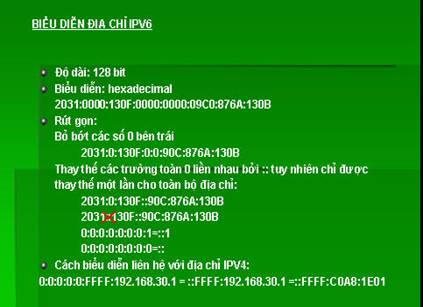 BIỂU DIỄN ĐỊA CHỈ IPV6
Độ dài: 128 bit
Biểu diễn: hexadecimal
2031:0000:130F:0000:0000:09C0:876A:130B
Rút gọn:
Bỏ bớt các số 0 bên trái
2031:0:130F:0:0:90C:876A:130B
Thay thế các trường toàn 0 liền nhau bởi :: tuy nhiên chỉ được
thay thế một lần cho toàn bộ địa chỉ:
2031:0:130F::90C:876A:130B
2031::130F::90C:876A:130B
0:0:0:0:0:0:0:1=::1
0:0:0:0:0:0:0:0=::
Cách biểu diễn liên hệ với địa chỉ IPV4:
0:0:0:0:0:FFFF:192.168.30.1 = ::FFFF:192.168.30.1 =::FFFF:C0A8:1E01